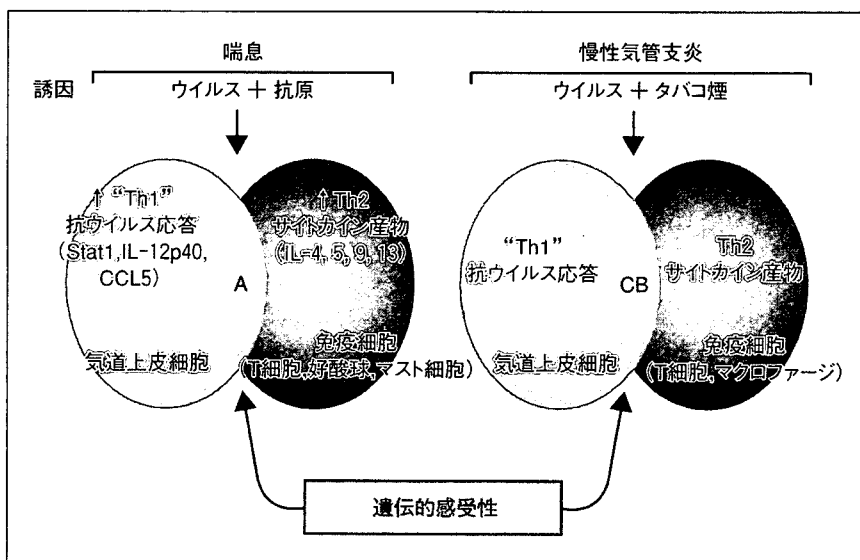 喘息
慢性気管支炎
誘因
ウイルス + 抗原
ウイルス + タバコ煙
↑ “Th1”
抗ウイルス応答
(Stat1,IL-12p40,
CCL5)
↑ Th2
サイトカイン産物
(IL-4, 5, 9, 13)
A
気道上皮細胞
免疫細胞
(T細胞,好酸球,マスト細胞)
“Th1”
抗ウイルス応答
CB
Th2
サイトカイン産物
気道上皮細胞
免疫細胞
(T細胞,マクロファージ)
遺伝的感受性